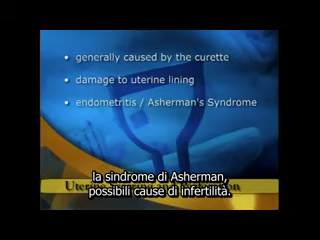 • generally caused by the curette
• damage to uterine lining
• endometritis / Asherman's Syndrome
la sindrome di Asherman,
possibili cause di infertilità.